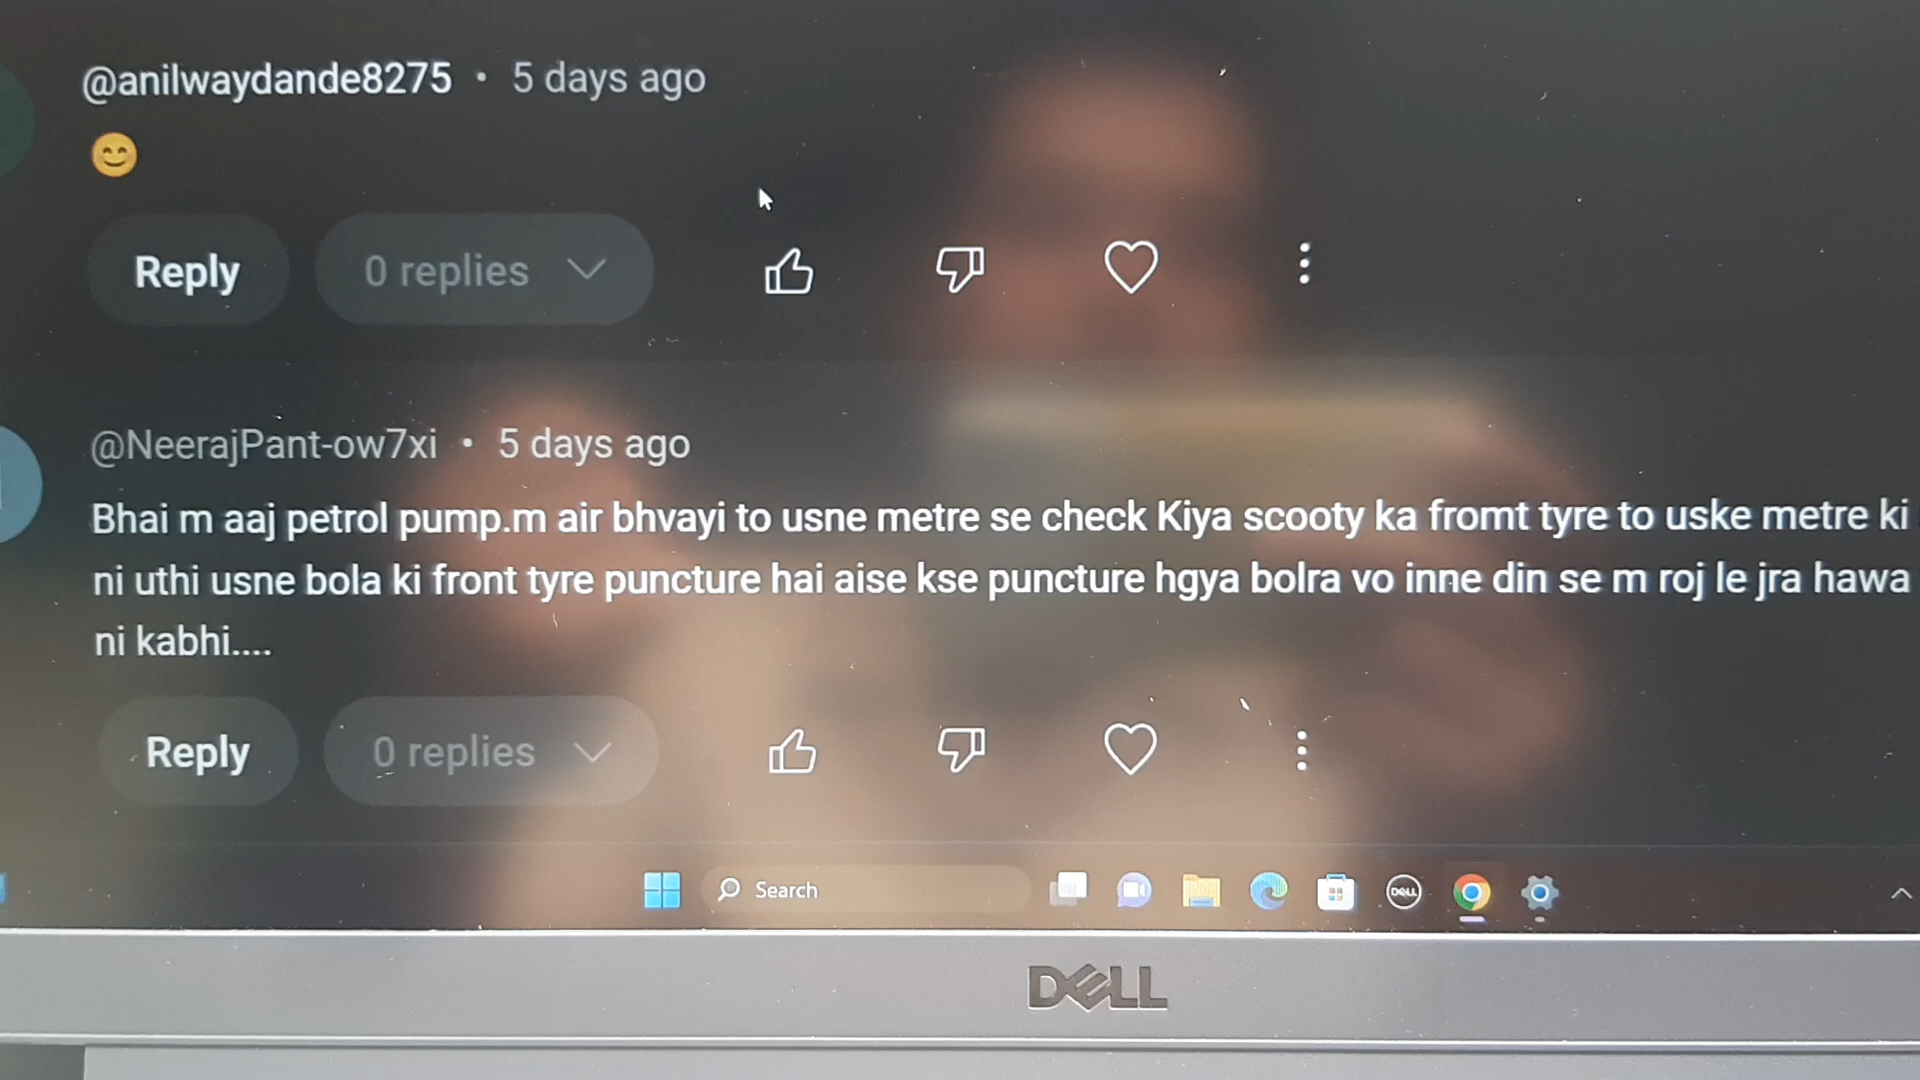 @anilwaydande8275 • 5 days ago
😊
Reply 0 replies
@NeerajPant-ow7xi • 5 days ago
Bhai m aaj petrol pump.m air bhvayi to usne metre se check Kiya scooty ka fromt tyre to uske metre ki
ni uthi usne bola ki front tyre puncture hai aise kse puncture hgya bolra vo inne din se m roj le jra hawa
ni kabhi....
Reply 0 replies
Search
DELL
DELL